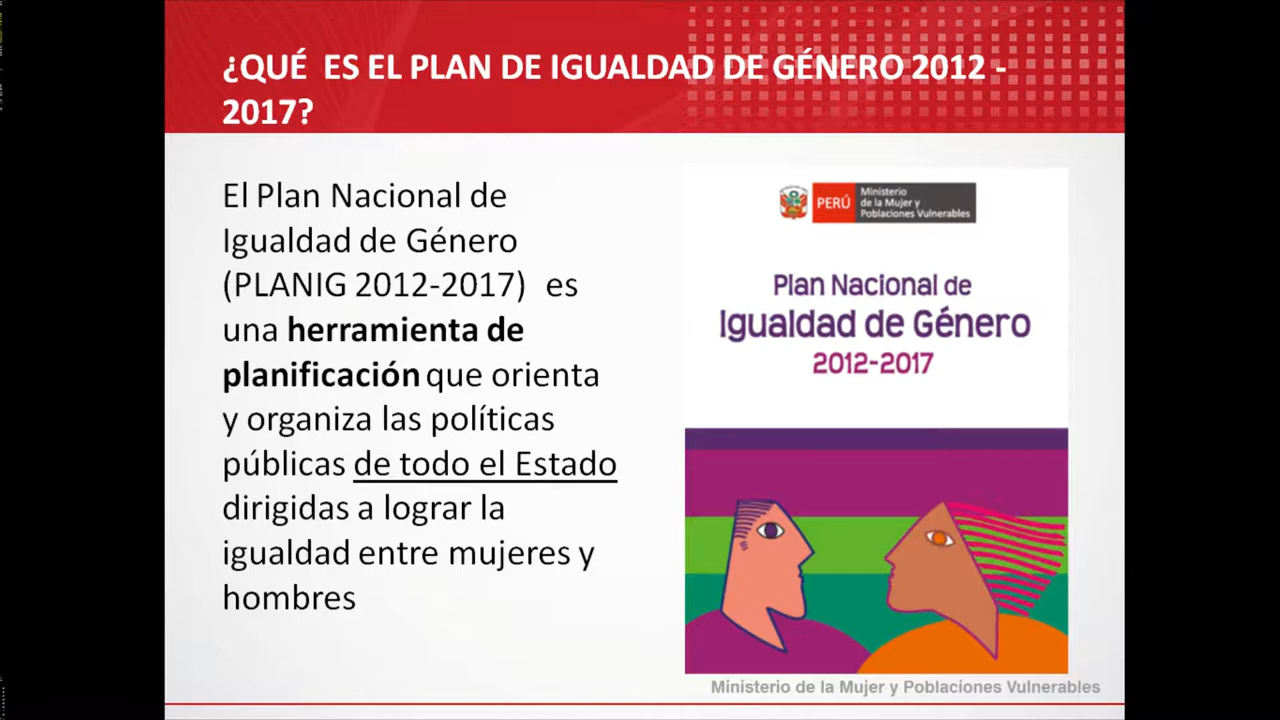 ¿QUÉ ES EL PLAN DE IGUALDAD DE GÉNERO 2012 -
2017?
El Plan Nacional de
Igualdad de Género
(PLANIG 2012-2017) es
una herramienta de
planificación que orienta
y organiza las políticas
públicas de todo el Estado
dirigidas a lograr la
igualdad entre mujeres y
hombres
PERÚ
Ministerio
de la Mujer y
Poblaciones Vulnerables
Plan Nacional de
Igualdad de Género
2012-2017
Ministerio de la Mujer y Poblaciones Vulnerables